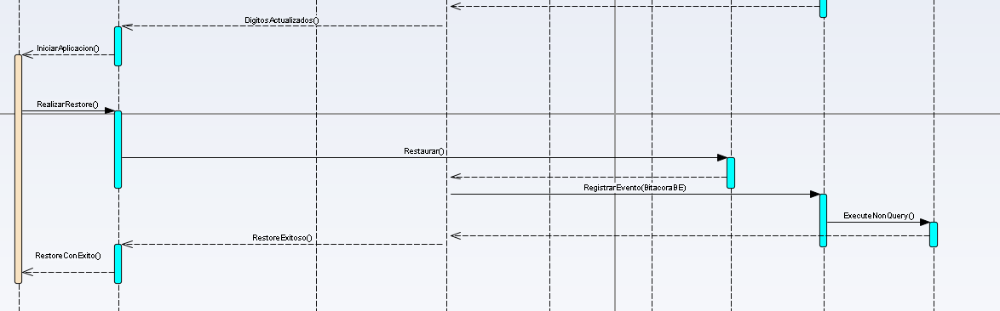 DigitosActualizados()
IniciarAplicacion()
RealizarRestore()
Restaurar()
RegistrarEvento(BitacoraBE)
ExecuteNonQuery()
RestoreExitoso()
RestoreConExito()